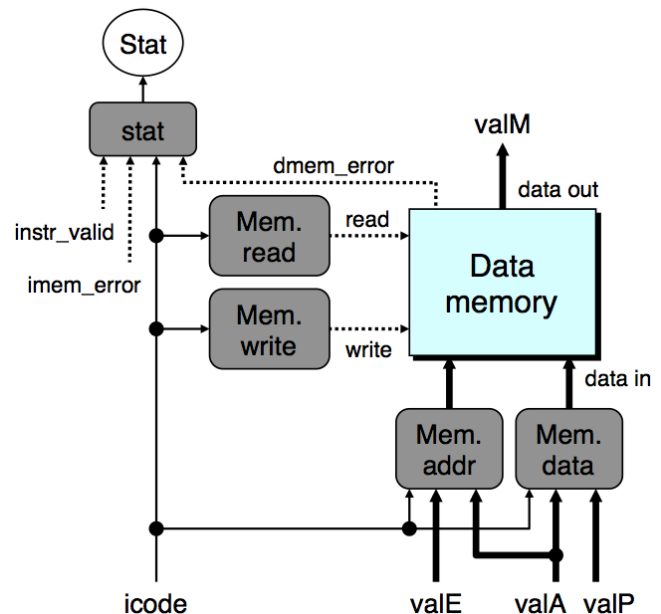 Stat
stat
valM
dmem_error
data out
instr_valid
Mem.
read
read
imem_error
Data
memory
Mem.
write
write
data in
Mem.
addr
Mem.
data
icode
valE
valA
valP